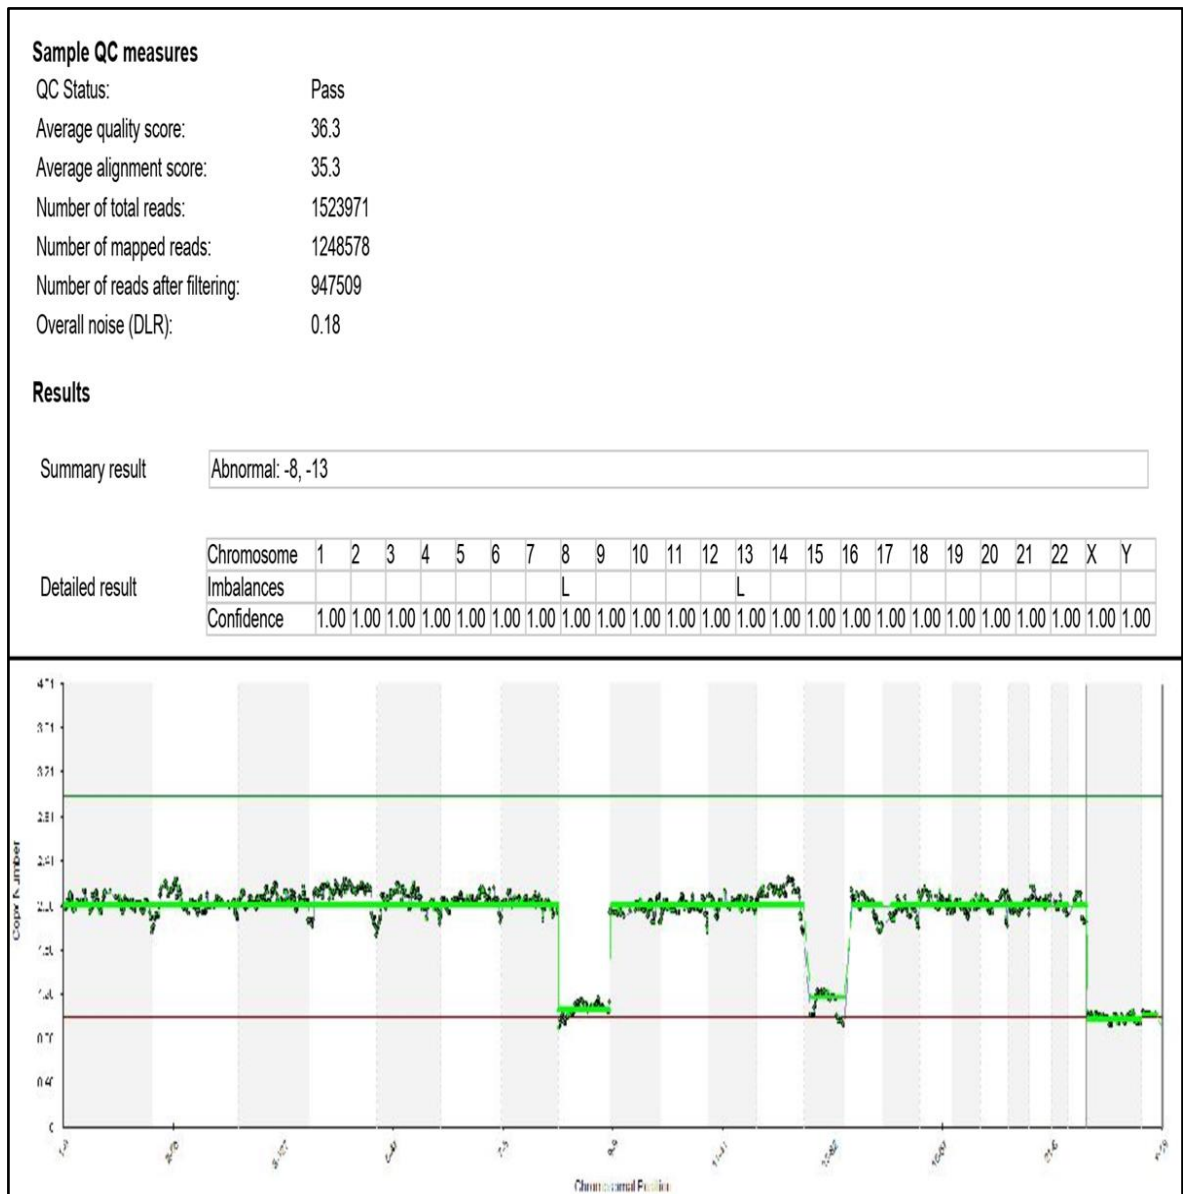 Sample QC measures
QC Status: Pass
Average quality score: 36.3
Average alignment score: 35.3
Number of total reads: 1523971
Number of mapped reads: 1248578
Number of reads after filtering: 947509
Overall noise (DLR): 0.18
Results
Summary result Abnormal: -8, -13
Chromosome 1 2 3 4 5 6 7 8 9 10 11 12 13 14 15 16 17 18 19 20 21 22 X Y
Detailed result Imbalances L L
Confidence 1.00 1.00 1.00 1.00 1.00 1.00 1.00 1.00 1.00 1.00 1.00 1.00 1.00 1.00 1.00 1.00 1.00 1.00 1.00 1.00 1.00 1.00 1.00 1.00
Copy Number
0
Chromosomal Position